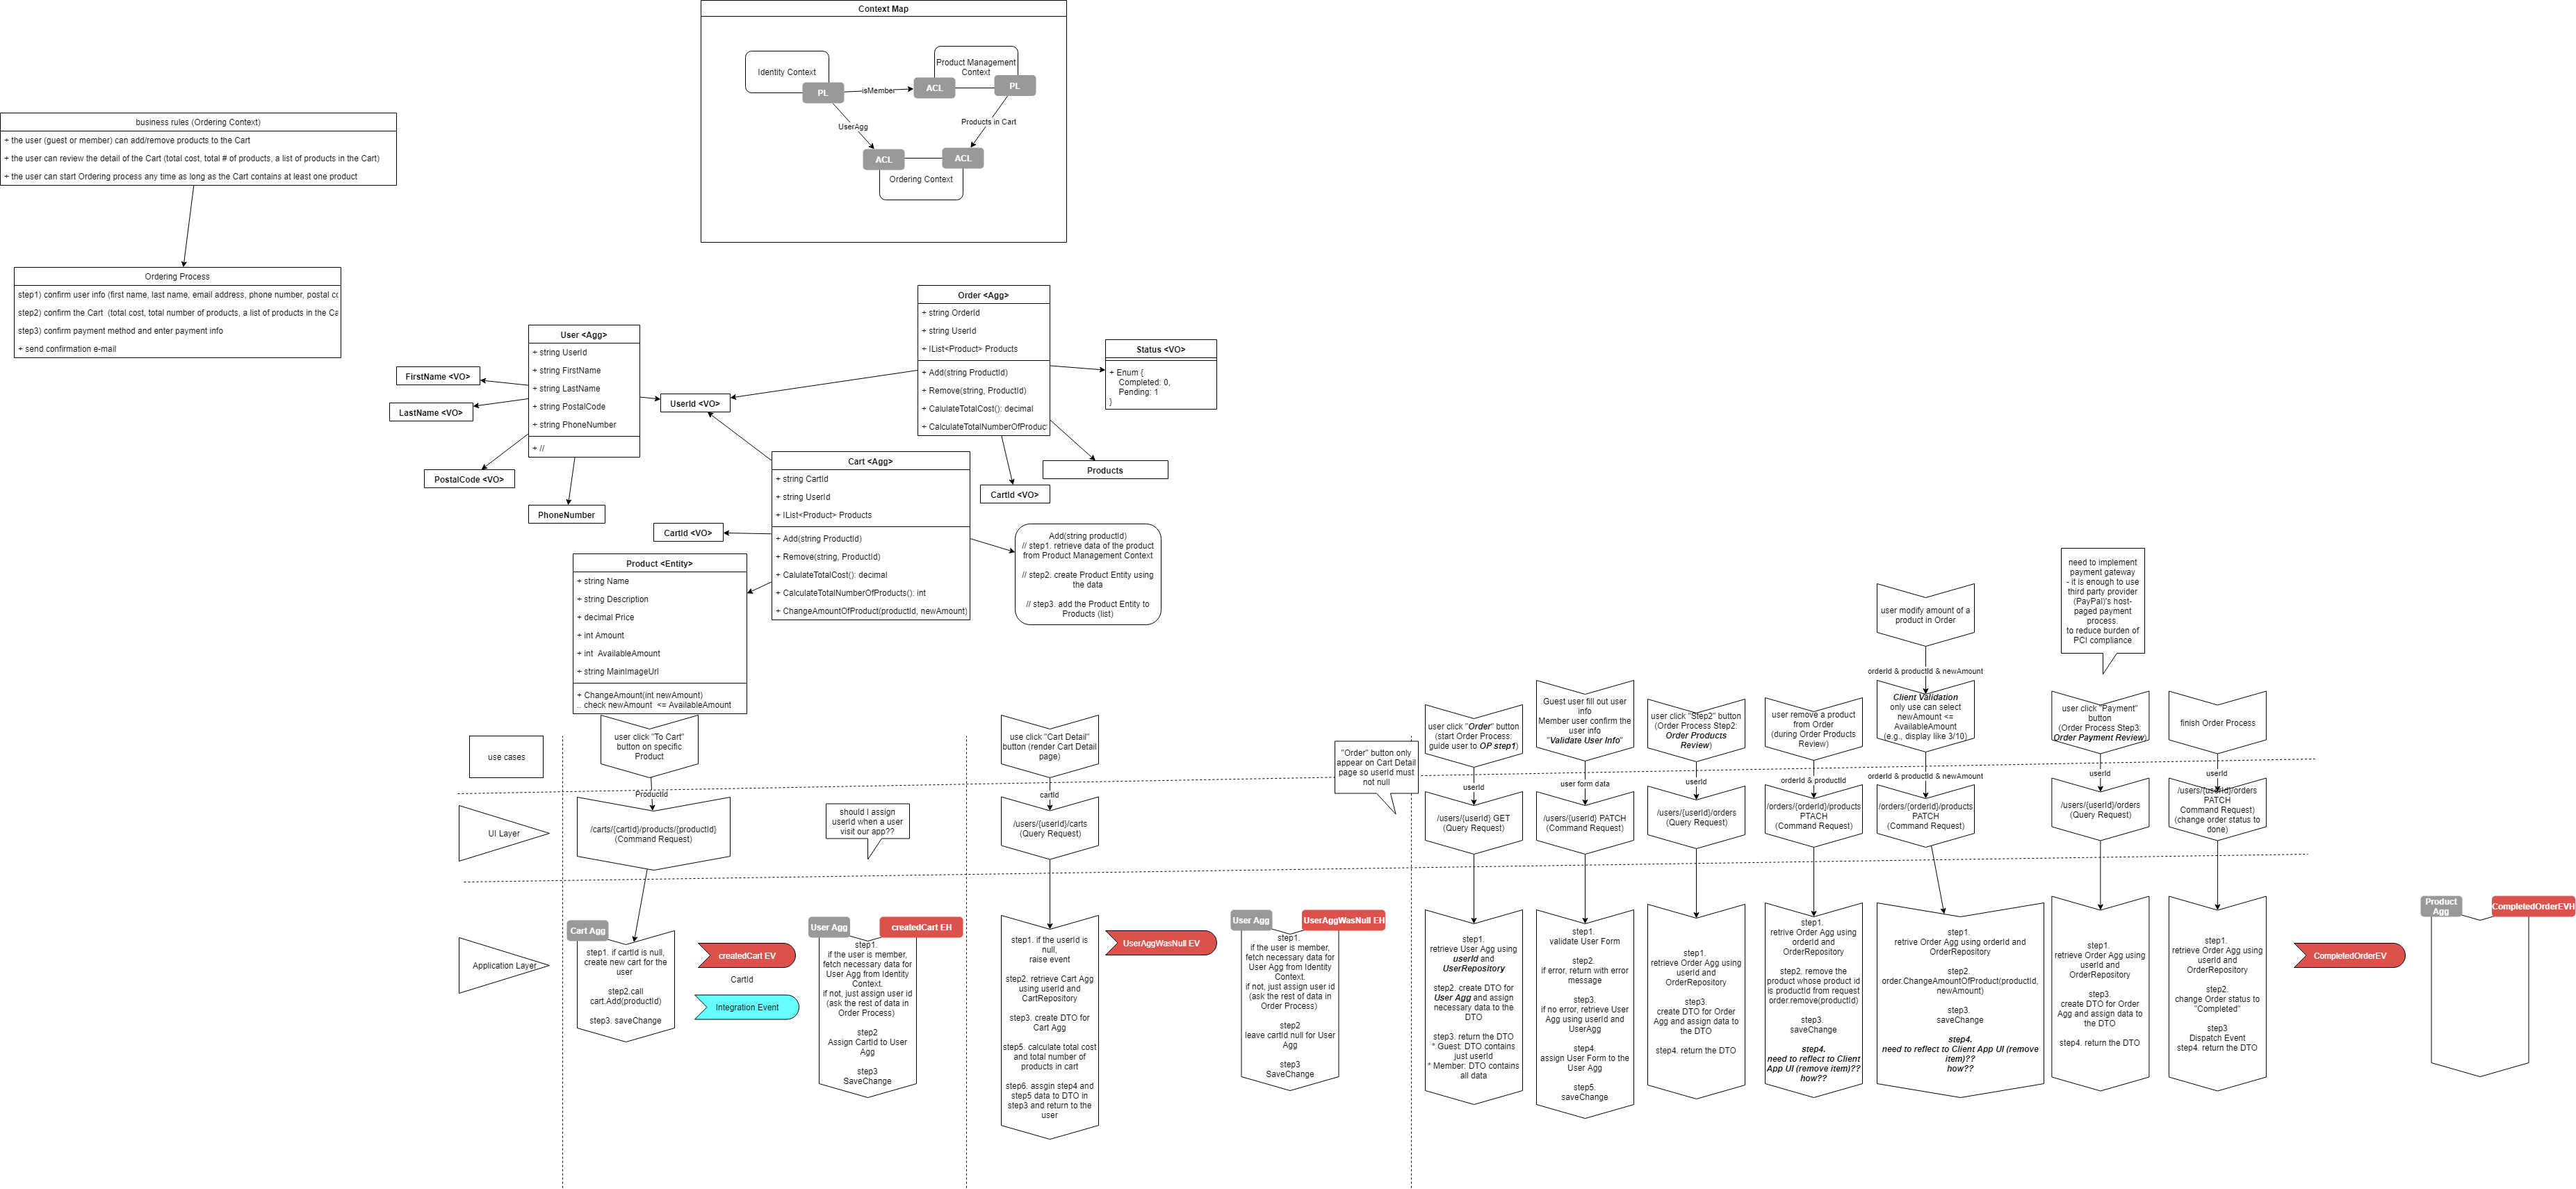 Context Map
Identity Context
PL
isMember
Product Management
Context
ACL
PL
UserAgg
Products in Cart
ACL
ACL
Ordering Context
business rules (Ordering Context)
+ the user (guest or member) can add/remove products to the Cart
+ the user can review the detail of the Cart (total cost, total # of products, a list of products in the Cart)
+ the user can start Ordering process any time as long as the Cart contains at least one product
Ordering Process
step1) confirm user info (first name, last name, email address, phone number, postal co
step2) confirm the Cart (total cost, total number of products, a list of products in the Ca
step3) confirm payment method and enter payment info
+ send confirmation e-mail
User <Agg>
+ string UserId
+ string FirstName
+ string LastName
+ string PostalCode
+ string PhoneNumber
+ //
FirstName <VO>
LastName <VO>
PostalCode <VO>
PhoneNumber
UserId <VO>
Order <Agg>
+ string OrderId
+ string UserId
+ IList<Product> Products
+ Add(string ProductId)
+ Remove(string, ProductId)
+ CalulateTotalCost(): decimal
+ CalculateTotalNumberOfProduct
Status <VO>
+ Enum {
Completed: 0,
Pending: 1
}
Products
CartId <VO>
Cart <Agg>
+ string CartId
+ string UserId
+ IList<Product> Products
+ Add(string ProductId)
+ Remove(string, ProductId)
+ CalulateTotalCost(): decimal
+ CalculateTotalNumberOfProducts(): int
+ ChangeAmountOfProduct(productId, newAmount)
CartId <VO>
Add(string productId)
// step1. retrieve data of the product
from Product Management Context
// step2. create Product Entity using
the data
// step3. add the Product Entity to
Products (list)
Product <Entity>
+ string Name
+ string Description
+ decimal Price
+ int Amount
+ int AvailableAmount
+ string MainImageUrl
+ ChangeAmount(int newAmount)
.. check newAmount <= AvailableAmount
use cases
UI Layer
Application Layer
user click "To Cart"
button on specific
Product
ProductId
/carts/{cartId}/products/{productId}
(Command Request)
Cart Agg
step1. if cartId is null,
create new cart for the
user
step2.call
cart.Add(productId)
step3. saveChange
createdCart EV
CartId
Integration Event
should I assign
userId when a user
visit our app??
User Agg
createdCart EH
step1.
if the user is member,
fetch necessary data for
User Agg from Identity
Context.
if not, just assign user id
(ask the rest of data in
Order Process)
step2
Assign CartId to User
Agg
step3
SaveChange
use click "Cart Detail"
button (render Cart Detail
page)
cartId
/users/{userId}/carts
(Query Request)
step1. if the userId is
null,
raise event
step2. retrieve Cart Agg
using userId and
CartRepository
step3. create DTO for
Cart Agg
step5. calculate total cost
and total number of
products in cart
step6. assgin step4 and
step5 data to DTO in
step3 and return to the
user
UserAggWasNull EV
User Agg
UserAggWasNull EH
step1.
if the user is member,
fetch necessary data for
User Agg from Identity
Context.
if not, just assign user id
(ask the rest of data in
Order Process)
step2
leave cartId null for User
Agg
step3
SaveChange
"Order" button only
appear on Cart Detail
page so userId must
not null
user click "Order" button
(start Order Process:
guide user to OP step1)
userId
/users/{userId} GET
(Query Request)
step1.
retrieve User Agg using
userId and
UserRepository
step2. create DTO for
User Agg and assign
necessary data to the
DTO
step3. return the DTO
* Guest: DTO contains
just userId
* Member: DTO contains
all data
Guest user fill out user
info
Member user confirm the
user info
"Validate User Info"
user form data
/users/{userId} PATCH
(Command Request)
step1.
validate User Form
step2.
if error, return with error
message
step3.
if no error, retrieve User
Agg using userId and
UserAgg
step4.
assign User Form to the
User Agg
step5.
saveChange
user click "Step2" button
(Order Process Step2:
Order Products
Review)
userId
/users/{userId}/orders
(Query Request)
step1.
retrieve Order Agg using
userId and
OrderRepository
step3.
create DTO for Order
Agg and assign data to
the DTO
step4. return the DTO
user remove a product
from Order
(during Order Products
Review)
orderId & productId
/orders/{orderId}/products
PTACH
(Command Request)
step1.
retrive Order Agg using
orderId and
OrderRepository
step2. remove the
product whose product id
is productId from request
order.remove(productId)
step3.
saveChange
step4.
need to reflect to Client
App UI (remove item)??
how??
user modify amount of a
product in Order
orderId & productId & newAmount
Client Validation
only use can select
newAmount <=
AvailableAmount
(e.g., display like 3/10)
orderId & productId & newAmount
/orders/{orderId}/products
PATCH
(Command Request)
step1.
retrive Order Agg using orderId and
OrderRepository
step2.
order.ChangeAmountOfProduct(productId,
newAmount)
step3.
saveChange
step4.
need to reflect to Client App UI (remove
item)??
how??
need to implement
payment gateway
- it is enough to use
third party provider
(PayPal)'s host-
paged payment
process.
to reduce burden of
PCI compliance
user click "Payment"
button
(Order Process Step3:
Order Payment Review)
userId
/users/{userId}/orders
(Query Request)
step1.
retrieve Order Agg using
userId and
OrderRepository
step3.
create DTO for Order
Agg and assign data to
the DTO
step4. return the DTO
finish Order Process
userId
/users/{userId}/orders
PATCH
Command Request)
(change order status to
done)
step1.
retrieve Order Agg using
userId and
OrderRepository
step2.
change Order status to
"Completed"
step3
Dispatch Event
step4. return the DTO
CompletedOrderEV
Product
Agg
CompletedOrderEVH